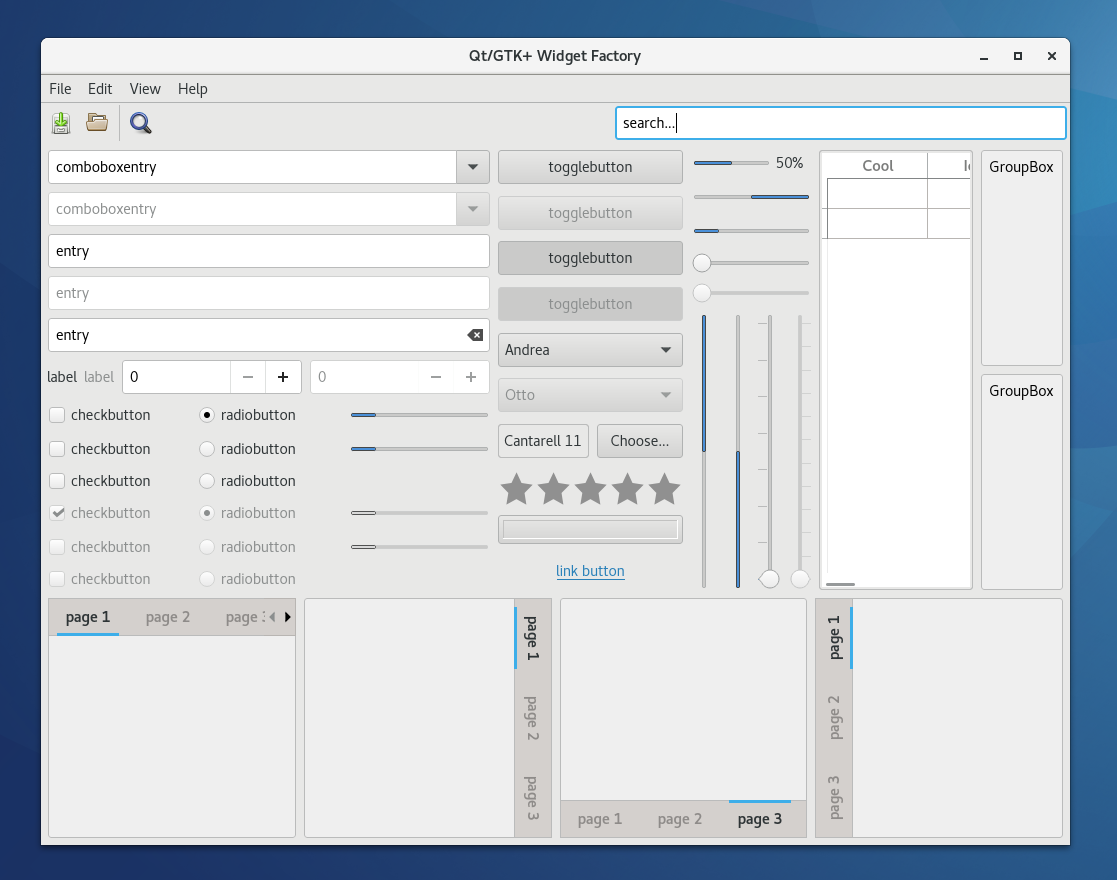 Qt/GTK+ Widget Factory
File Edit View Help
search...
comboboxentry
comboboxentry
entry
entry
entry
label label 0 0
checkbutton radiobutton
checkbutton radiobutton
checkbutton radiobutton
checkbutton radiobutton
checkbutton radiobutton
checkbutton radiobutton
togglebutton
togglebutton
togglebutton
togglebutton
Andrea
Otto
Cantarell 11 Choose...
link button
50%
Cool
GroupBox
GroupBox
page 1 page 2 page
page 1
page 2
page 3
page 1 page 2 page 3
page 1
page 2
page 3